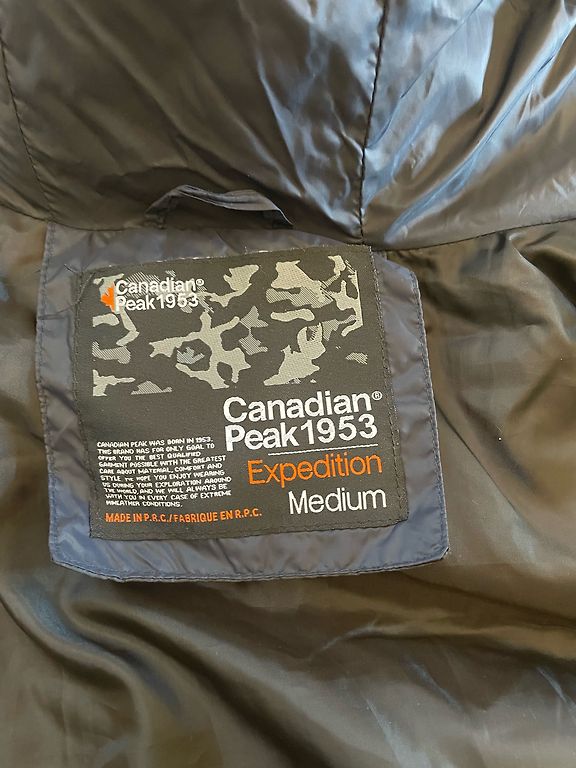 Canadian®
Peak1953
Canadian®
Peak1953
Expedition
Medium
CANADIAN PEAK WAS BORN IN 1953.
THIS BRAND HAS FOR ONLY GOAL TO
OFFER YOU THE BEST QUALIFIED
GARMENT POSSIBLE WITH THE GREATEST
CARE ABOUT MATERIAL, COMFORT AND
STYLE. WE HOPE YOU ENJOY WEARING
US DURING YOUR EXPLORATION AROUND
THE WORLD, AND WE WILL ALWAYS BE
WITH YOU IN EVERY CASE OF EXTREME
WHEATHER CONDITIONS.
MADE IN P.R.C./FABRIQUE EN R.P.C.